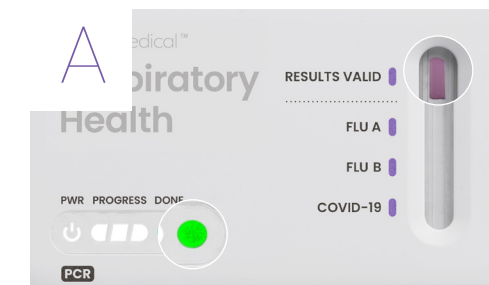 A
edical™
piratory
Health
RESULTS VALID
FLU A
FLU B
COVID-19
PWR PROGRESS DONE
PCR